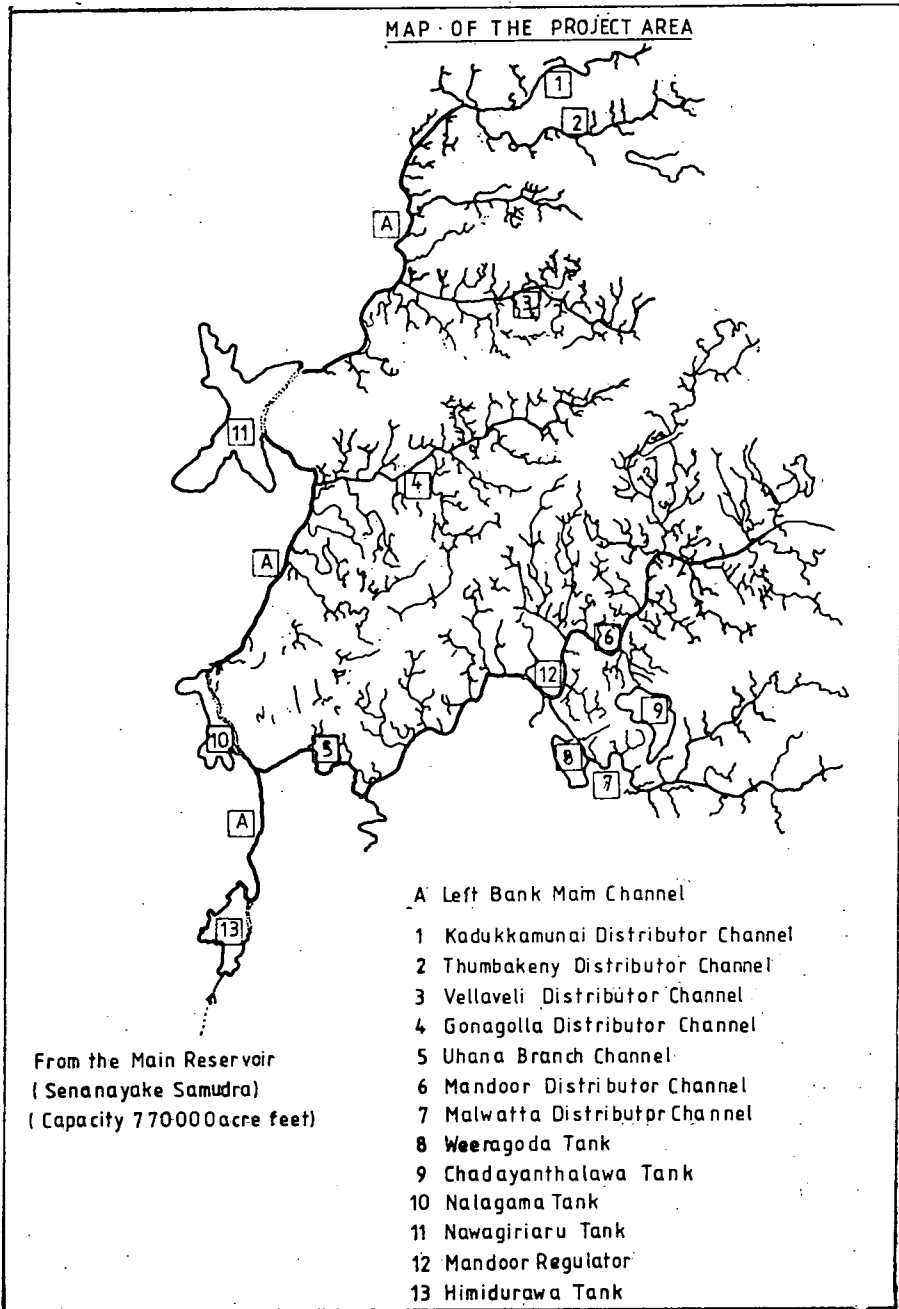 MAP OF THE PROJECT AREA
1
2
A
3
11
4
A
6
12
9
10
5
8
7
A
13
A Left Bank Main Channel
1 Kadukkamunai Distributor Channel
2 Thumbakeny Distributor Channel
3 Vellaveli Distributor Channel
4 Gonagolla Distributor Channel
5 Uhana Branch Channel
6 Mandoor Distributor Channel
7 Malwatta Distributor Channel
8 Weeragoda Tank
9 Chadayanthalawa Tank
10 Nalagama Tank
11 Nawagiriaru Tank
12 Mandoor Regulator
13 Himidurawa Tank
From the Main Reservoir
( Senanayake Samudra)
( Capacity 770000 acre feet)